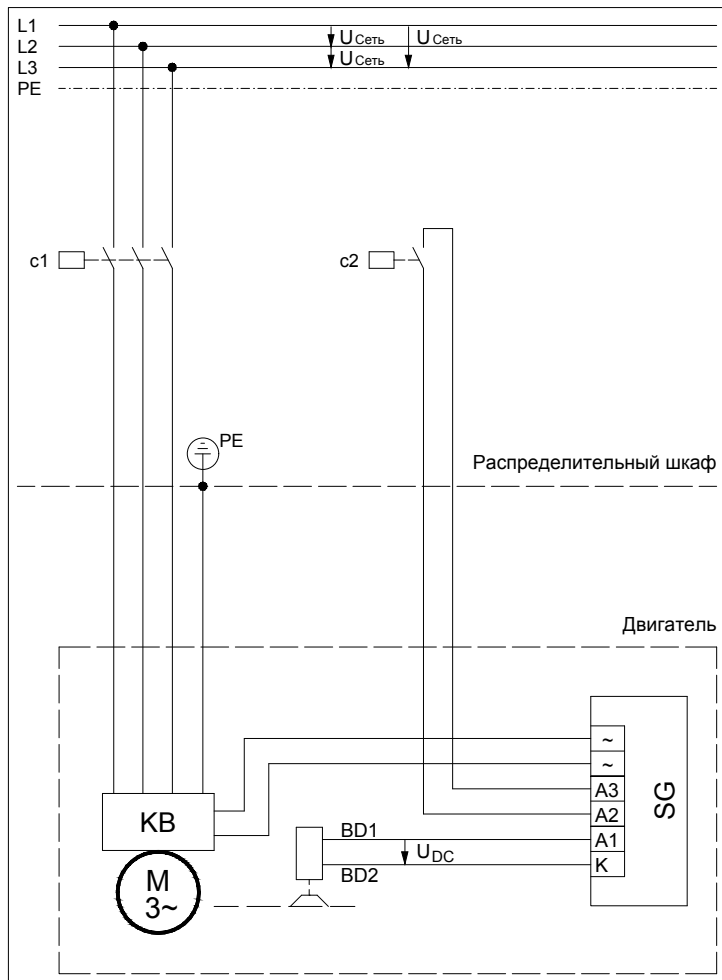 L1
U Сеть
U Сеть
L2
U Сеть
L3
PE
c1
c2
PE
Распределительный шкаф
Двигатель
~
~
A3
A2
A1
K
SG
KB
BD1
UDC
BD2
M
3~